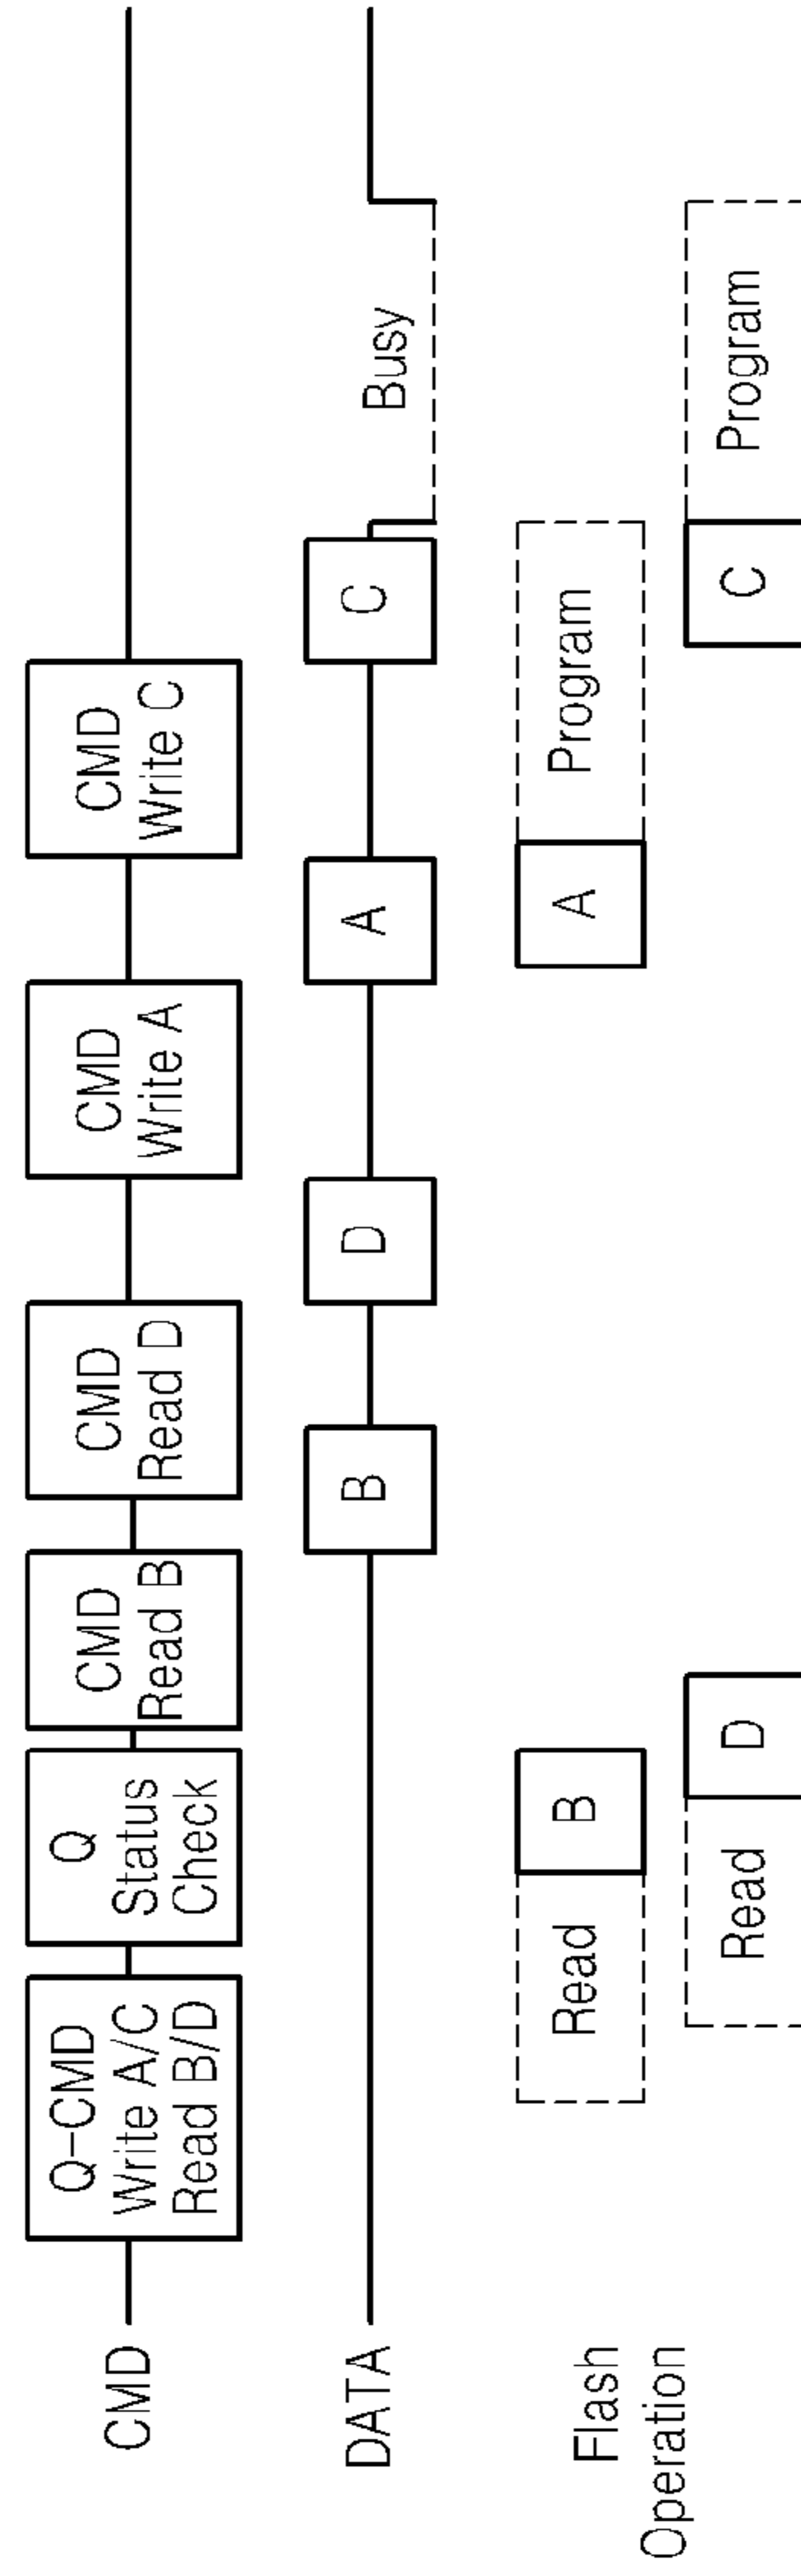 CMD
Q-CMD
Write A/C
Read B/D
Q
Status
Check
CMD
Read B
CMD
Read D
CMD
Write A
CMD
Write C
DATA
B
D
A
C
Busy
Flash
Operation
Read
B
A
Program
Read
D
C
Program